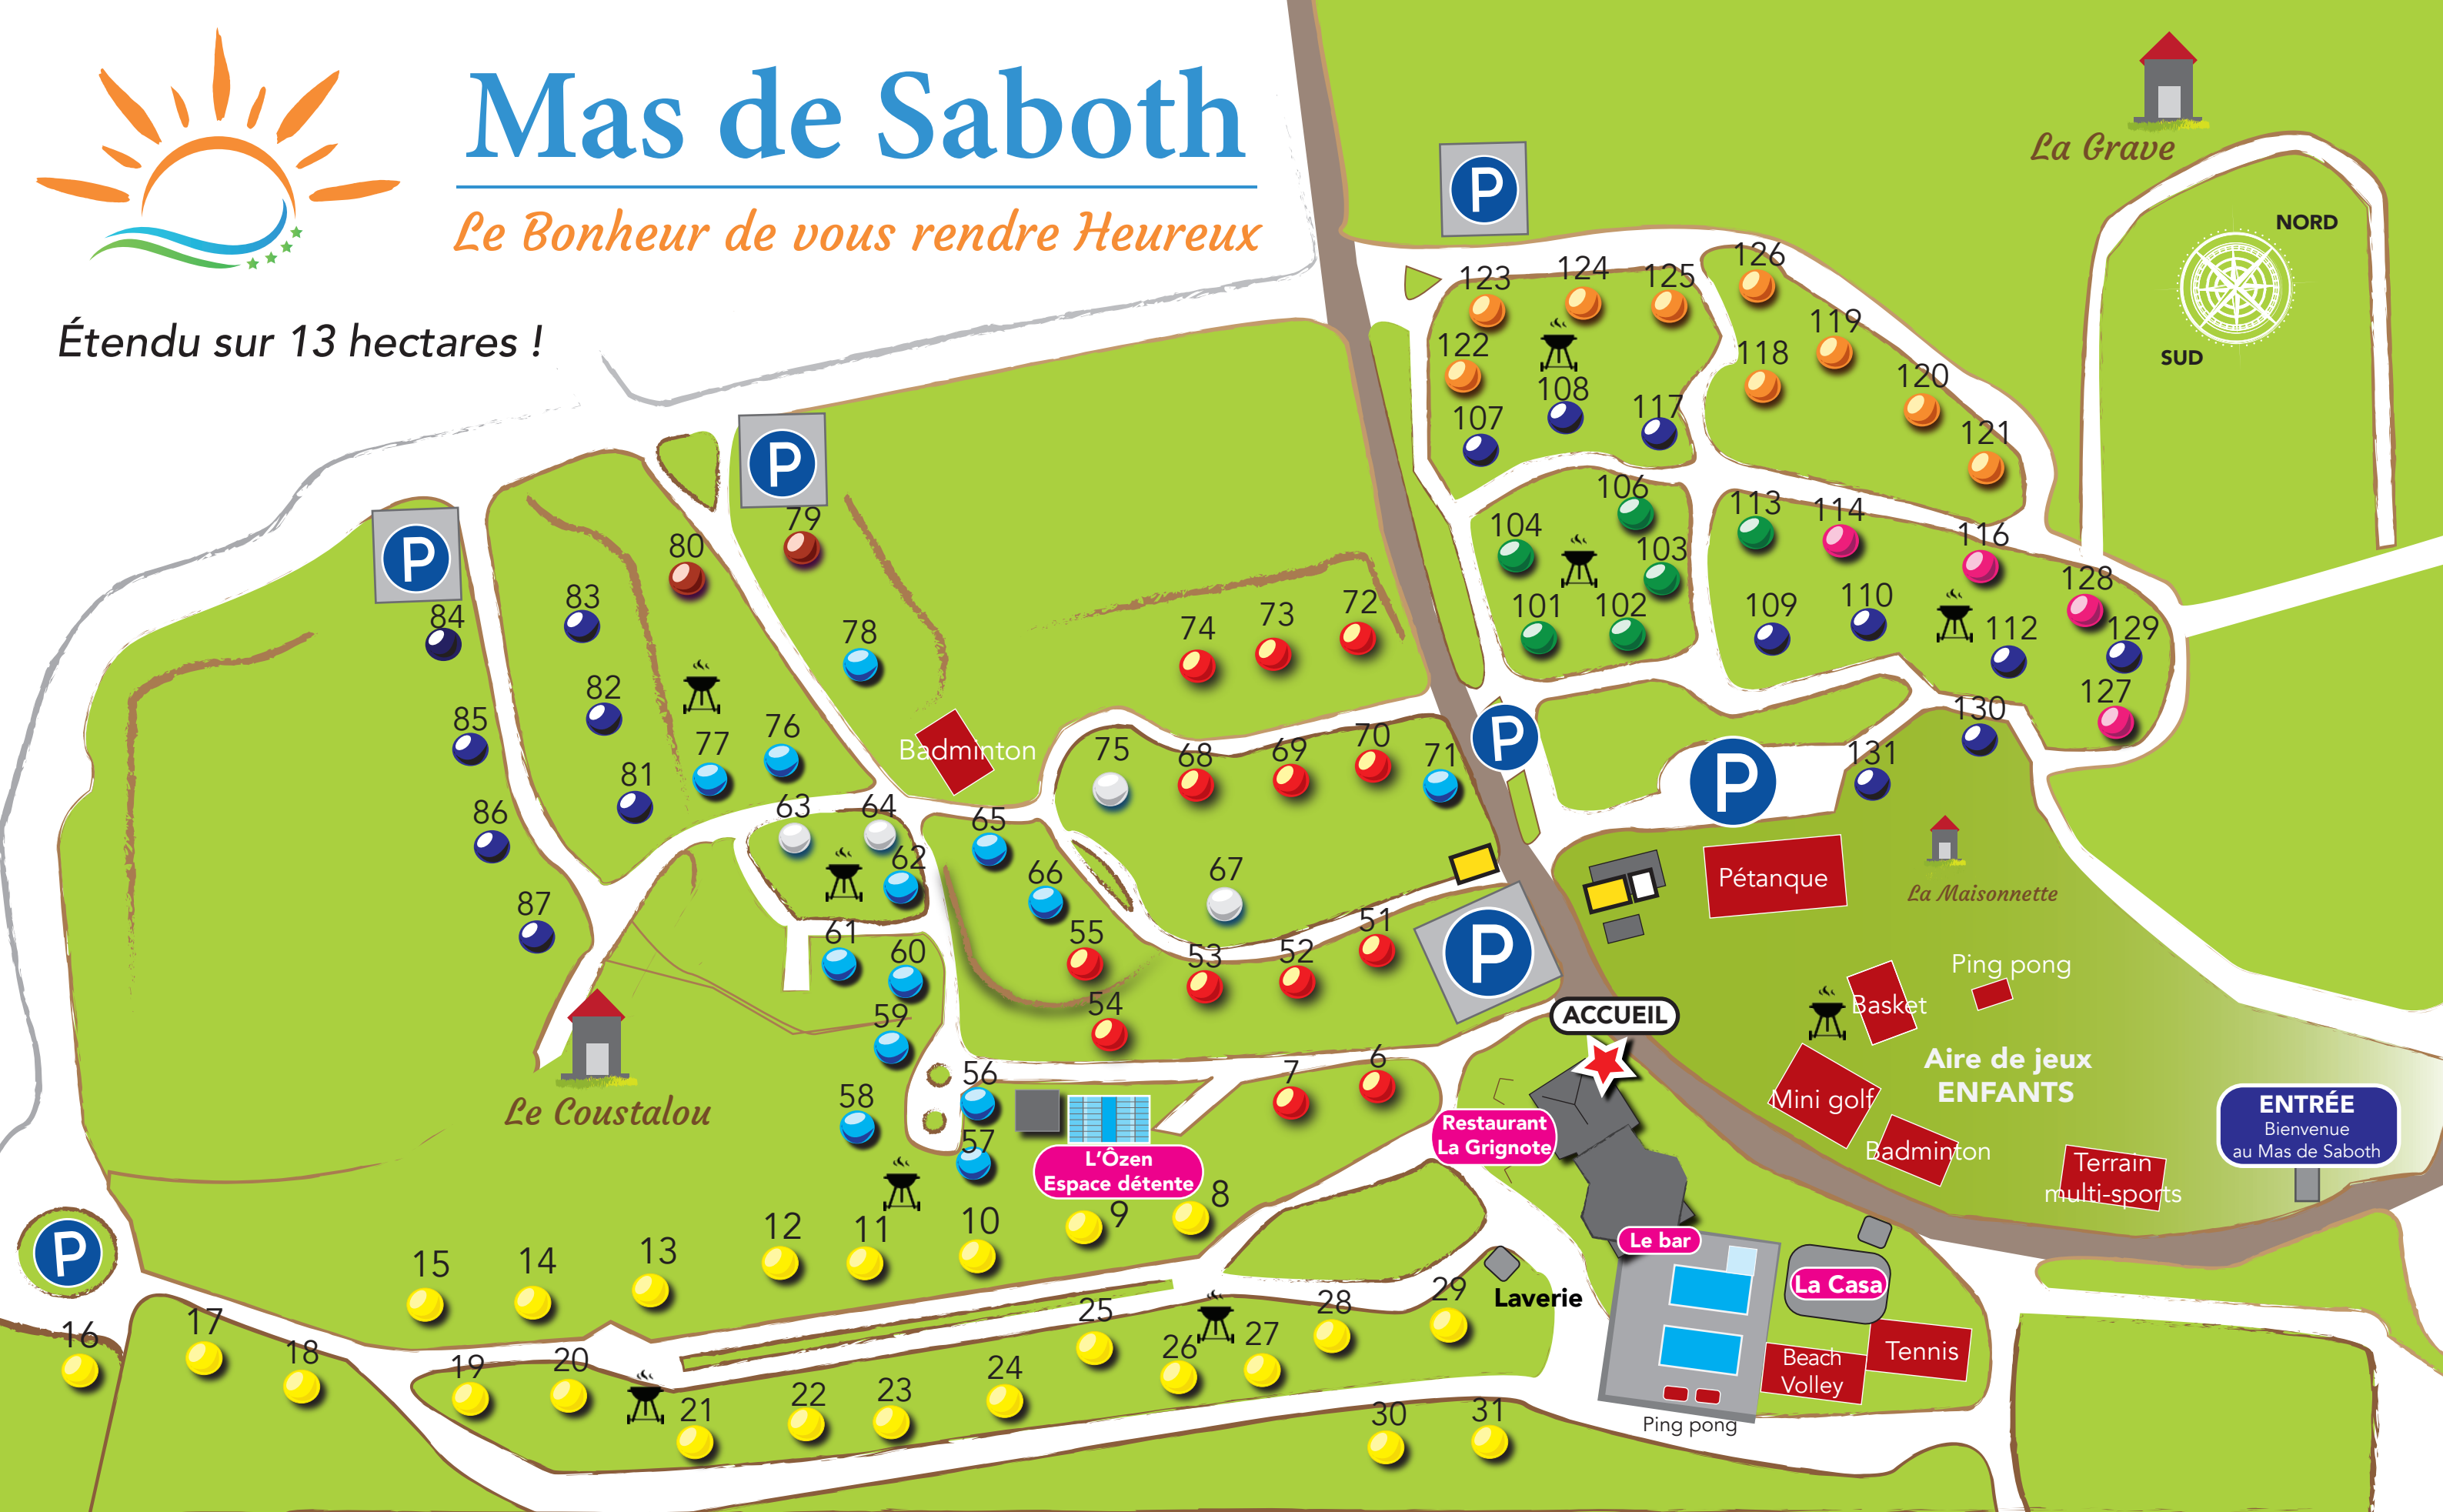 Mas de Saboth
Le Bonheur de vous rendre Heureux
Étendu sur 13 hectares !
La Grave
NORD
SUD
P
123
124
125
126
119
118
122
120
108
107
117
121
P
79
P
80
106
113
114
104
116
103
83
84
128
101
102
109
110
112
129
78
74
73
72
82
127
85
77
76
Badminton
75
68
69
70
71
P
130
131
P
81
86
63
64
65
62
66
67
87
Pétanque
La Maisonnette
61
60
55
53
52
51
P
Ping pong
Basket
59
54
ACCUEIL
Aire de jeux
ENFANTS
58
56
7
6
Mini golf
Le Coustalou
Restaurant
La Grignote
ENTRÉE
Bienvenue
au Mas de Saboth
57
L'Ôzen
Espace détente
Badminton
Terrain
multi-sports
P
15
14
13
12
11
10
9
8
Le bar
La Casa
Laverie
16
17
18
19
20
21
22
23
24
25
26
27
28
29
Tennis
Beach
Volley
30
31
Ping pong